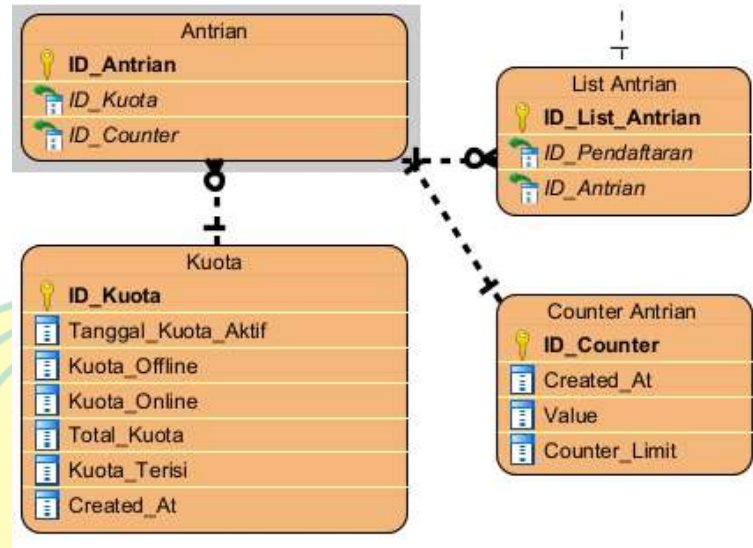 Antrian
ID_Antrian
ID_Kuota
ID_Counter
List Antrian
ID_List_Antrian
ID_Pendaftaran
ID_Antrian
Kuota
ID_Kuota
Tanggal_Kuota_Aktif
Kuota_Offline
Kuota_Online
Total_Kuota
Kuota_Terisi
Created_At
Counter Antrian
ID_Counter
Created_At
Value
Counter_Limit